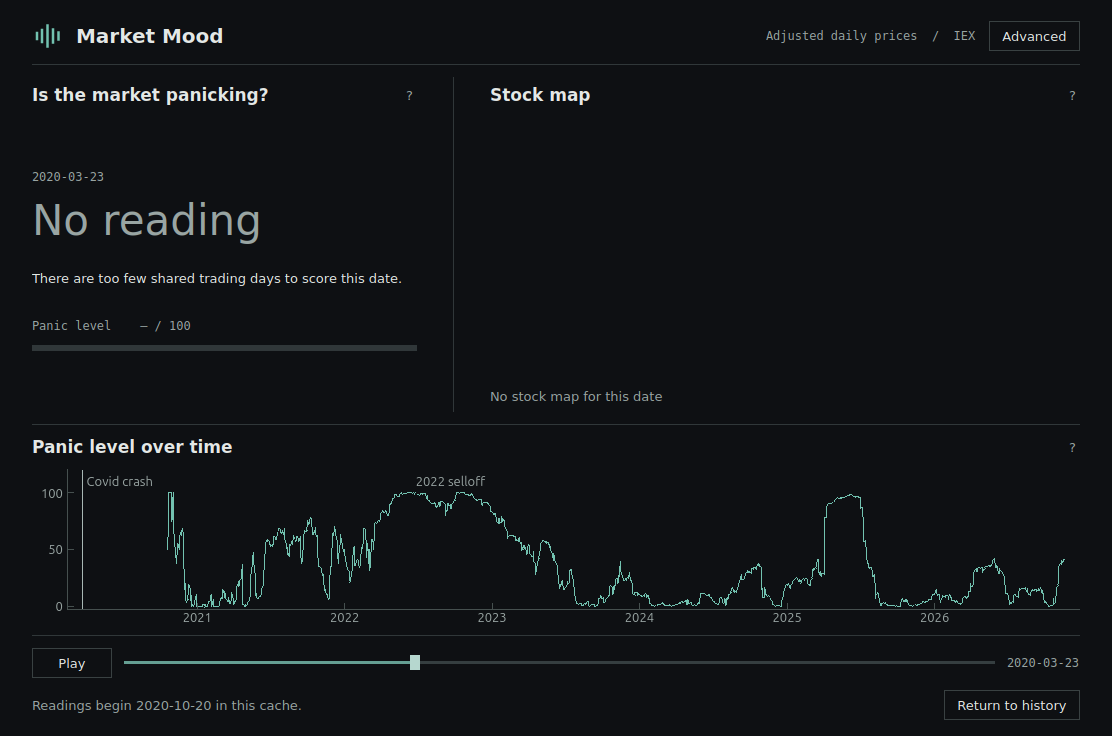 Market Mood
Adjusted daily prices / IEX
Advanced
Is the market panicking?
?
2020-03-23
No reading
There are too few shared trading days to score this date.
Panic level — / 100
Stock map
?
No stock map for this date
Panic level over time
?
Covid crash
2022 selloff
100
50
0
2021 2022 2023 2024 2025 2026
Play
2020-03-23
Readings begin 2020-10-20 in this cache.
Return to history